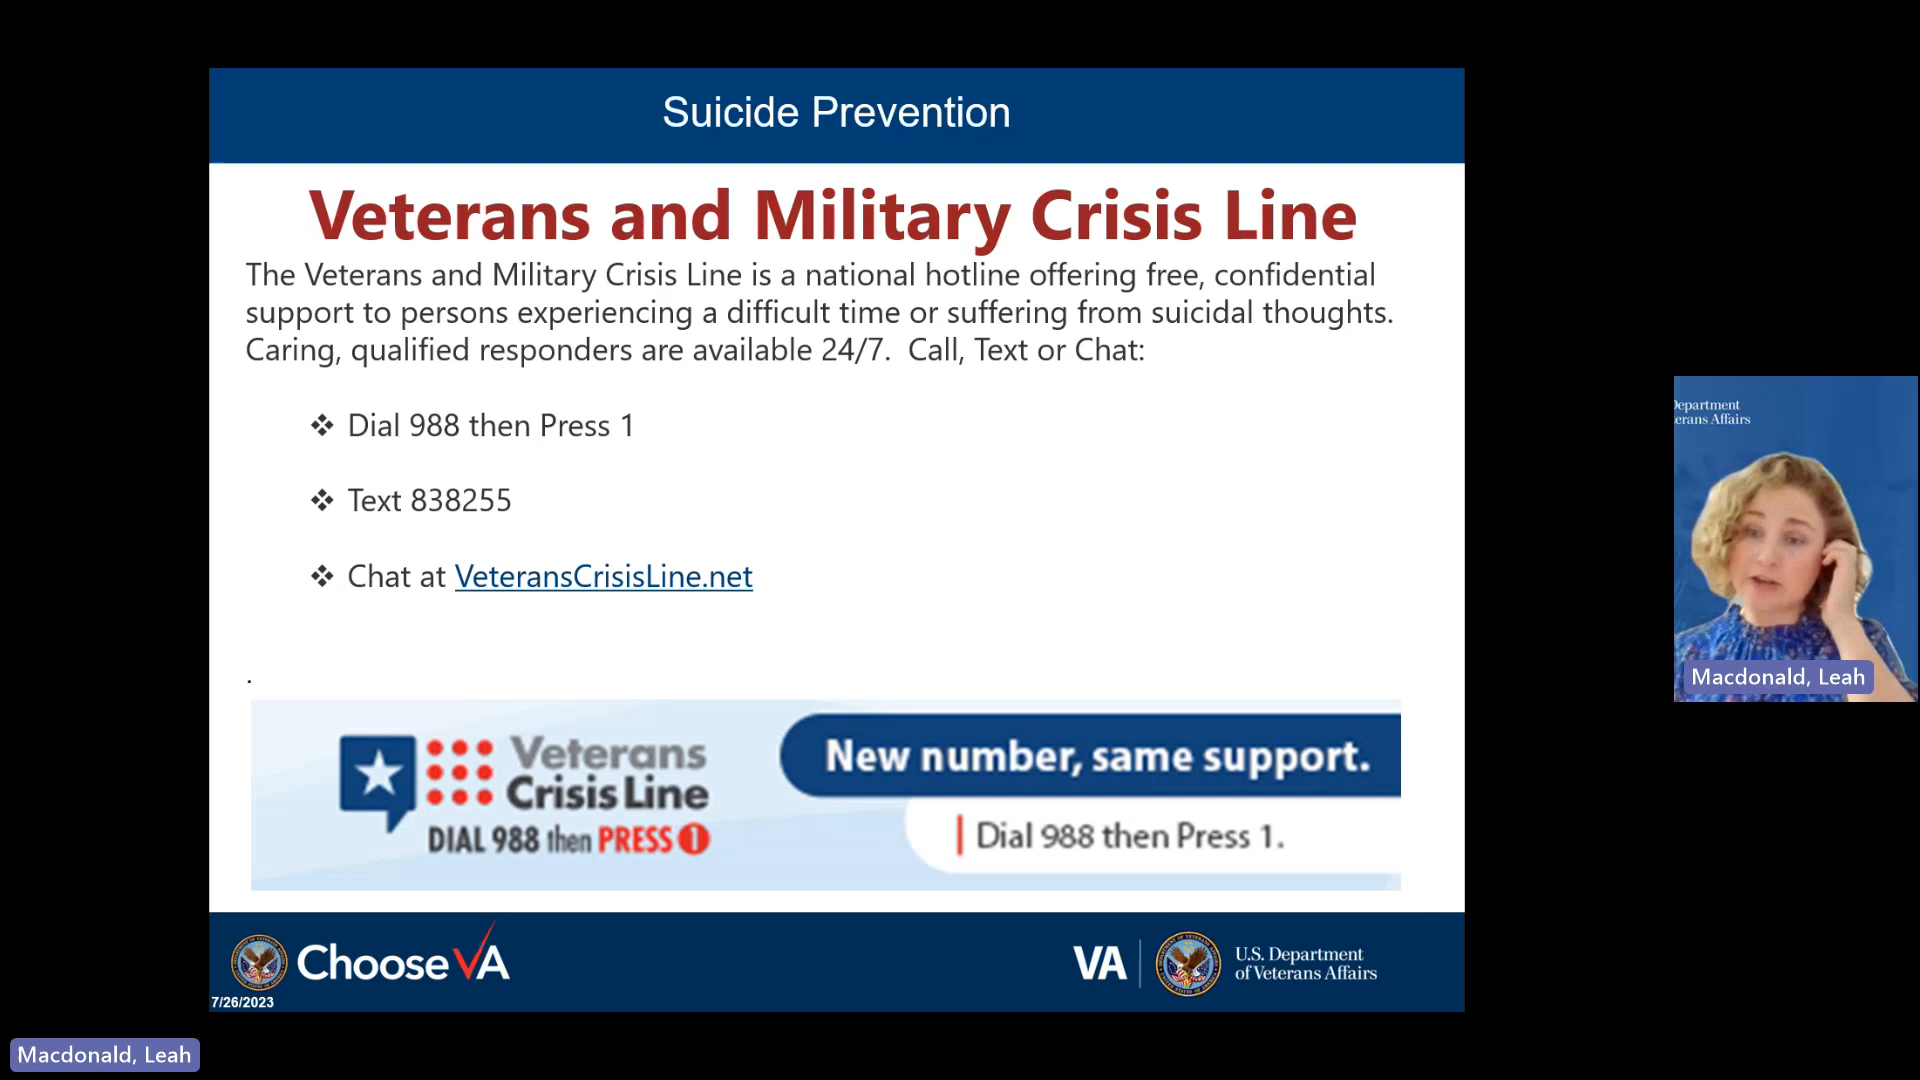 Suicide Prevention
Veterans and Military Crisis Line
The Veterans and Military Crisis Line is a national hotline offering free, confidential
support to persons experiencing a difficult time or suffering from suicidal thoughts.
Caring, qualified responders are available 24/7.  Call, Text or Chat:
❖ Dial 988 then Press 1
❖ Text 838255
❖ Chat at VeteransCrisisLine.net
.
Veterans
Crisis Line
DIAL 988 then PRESS 1
New number, same support.
Dial 988 then Press 1.
Choose VA
7/26/2023
VA
U.S. Department
of Veterans Affairs
Department
erans Affairs
Macdonald, Leah
Macdonald, Leah